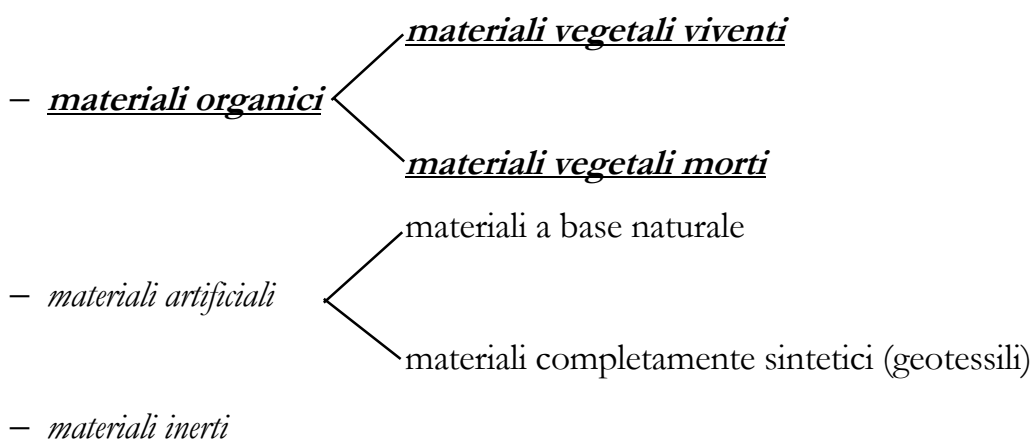 materiali vegetali viventi
– materiali organici
materiali vegetali morti
materiali a base naturale
– materiali artificiali
materiali completamente sintetici (geotessili)
– materiali inerti